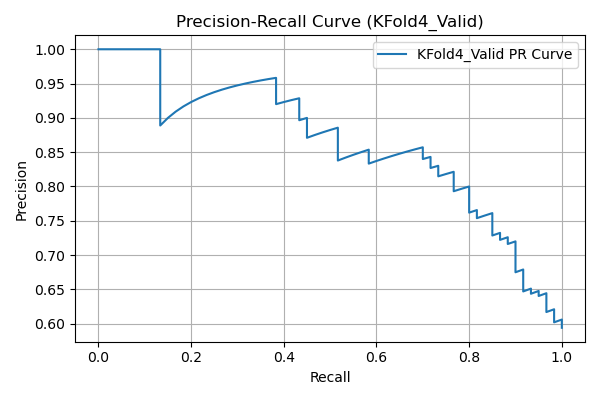 Precision-Recall Curve (KFold4_Valid)
KFold4_Valid PR Curve
Precision
1.00
0.95
0.90
0.85
0.80
0.75
0.70
0.65
0.60
0.0 0.2 0.4 0.6 0.8 1.0
Recall